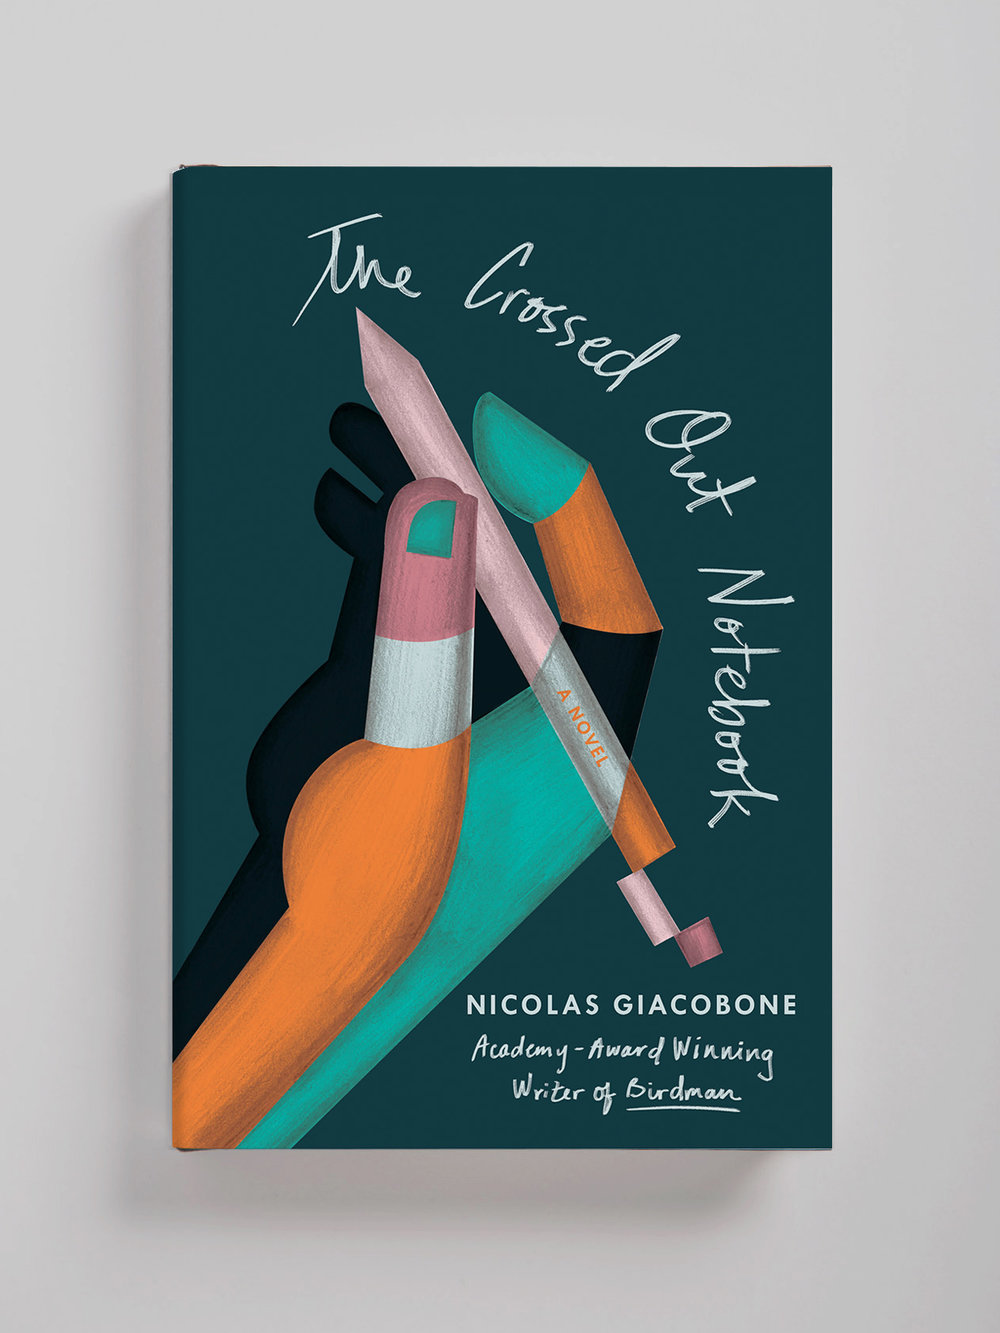 The Crossed Out Notebook
A NOVEL
NICOLAS GIACOBONE
Academy-Award Winning
Writer of Birdman